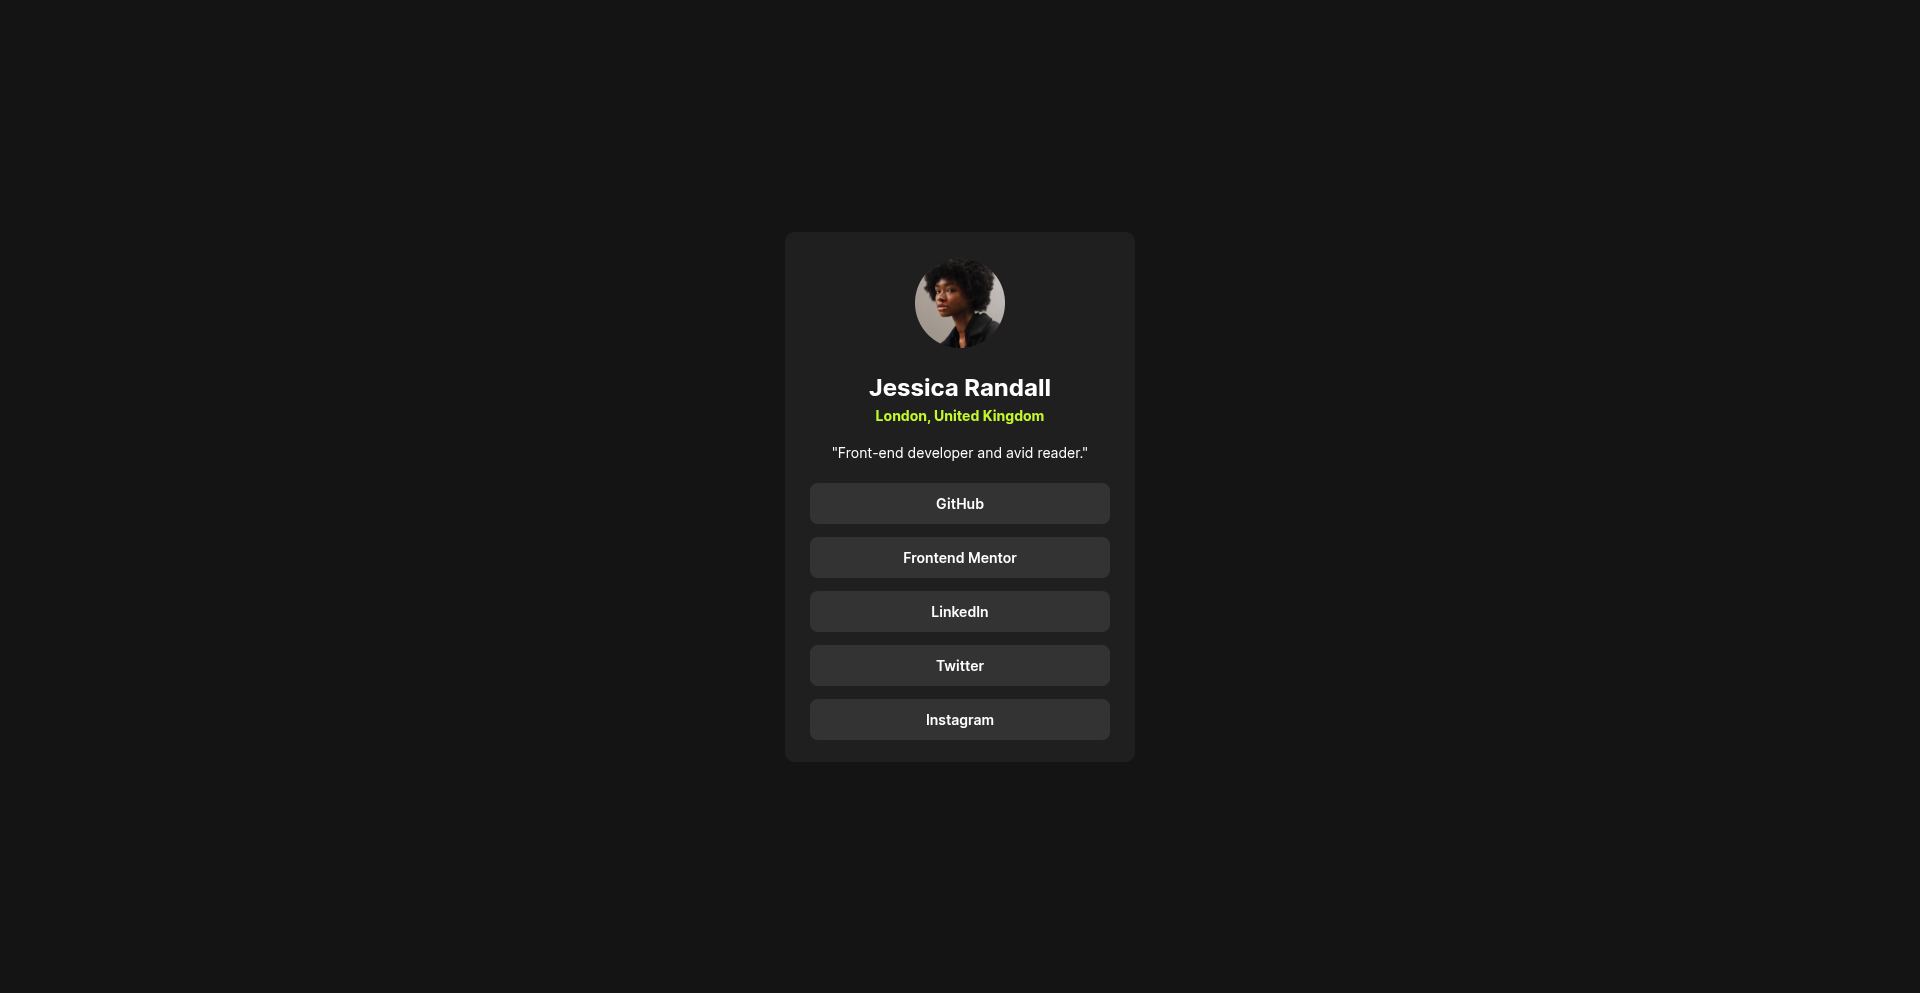 Jessica Randall
London, United Kingdom
"Front-end developer and avid reader."
GitHub
Frontend Mentor
LinkedIn
Twitter
Instagram